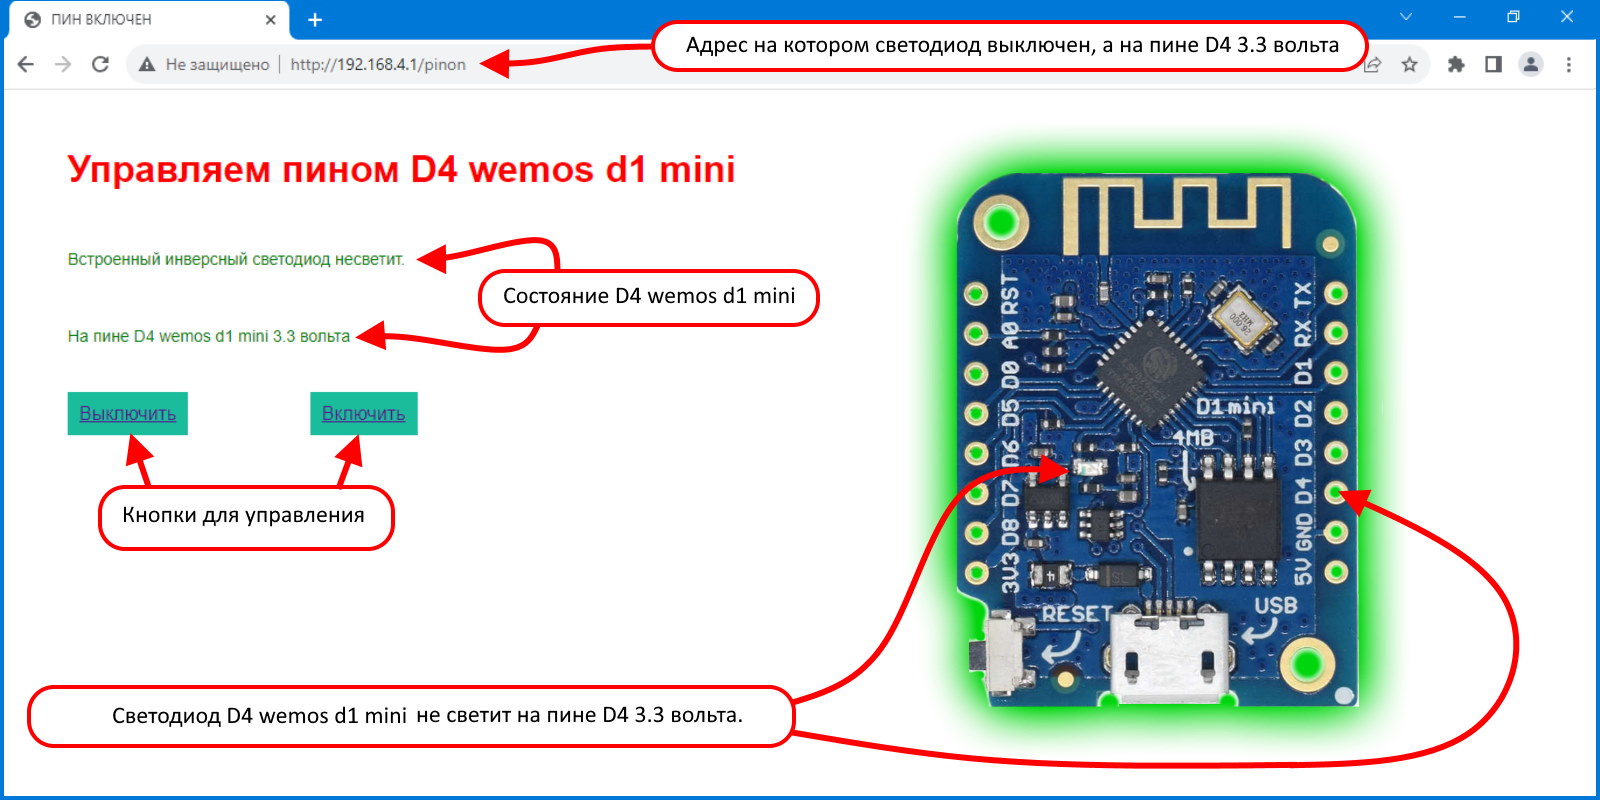 ПИН ВКЛЮЧЕН
Адрес на котором светодиод выключен, а на пине D4 3.3 вольта
Не защищено
http://192.168.4.1/pinon
Управляем пином D4 wemos d1 mini
Встроенный инверсный светодиод несветит.
Состояние D4 wemos d1 mini
На пине D4 wemos d1 mini 3.3 вольта
Выключить
Включить
Кнопки для управления
Светодиод D4 wemos d1 mini не светит на пине D4 3.3 вольта.
RST
A0
D0
D5
D6
D7
D8
3V3
TX
RX
D1
D2
D3
D4
GND
5V
D1 mini
4MB
RESET
USB